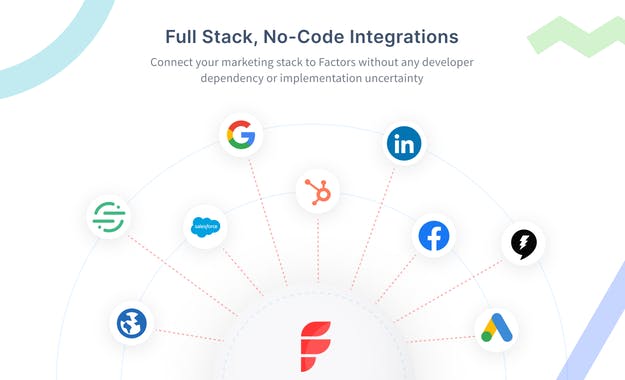 Full Stack, No-Code Integrations
Connect your marketing stack to Factors without any developer
dependency or implementation uncertainty
in
salesforce